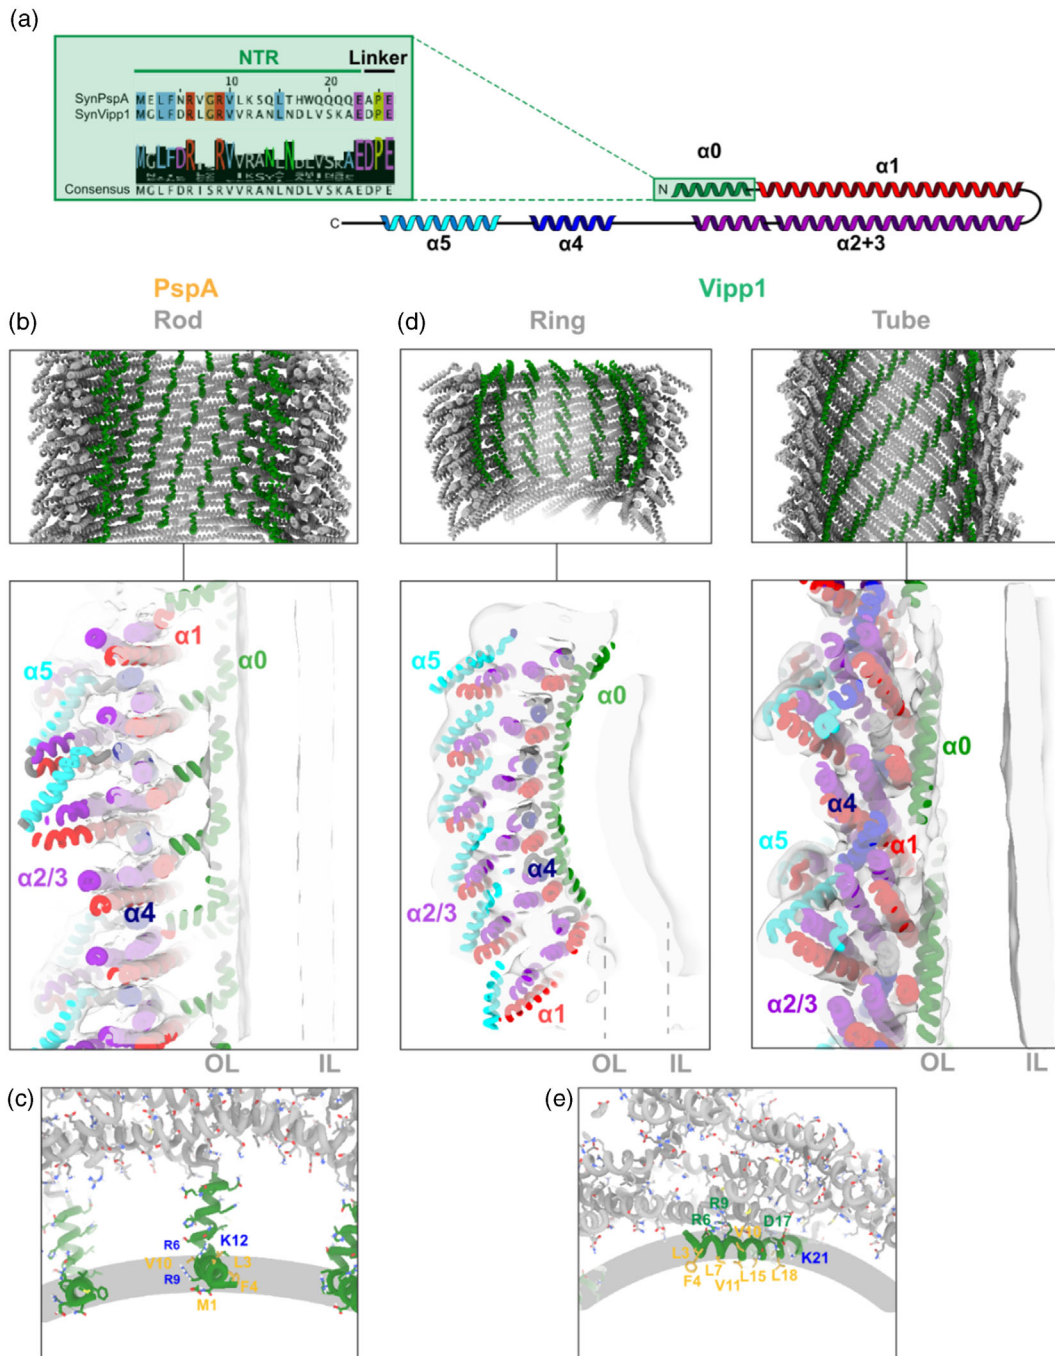 (a)
NTR Linker
10 20
SynPspA MELFNRVGRVLKSQLTHWQQQQEAPE
SynVipp1 MGLFDRLGRVVRANLNDLVSKAEDPE
Consensus MGLFDRISRVVRANLNDLVSKAEDPE
α0 α1
N
C
α5 α4 α2+3
PspA Vipp1
(b) Rod (d) Ring Tube
α1
α5 α0
α2/3
α4
OL IL
α5
α0
α4
α2/3
α1
OL IL
α0
α4
α5 α1
α2/3
OL IL
(c)
R6 K12
V10 L3
R9 F4
M1
(e)
R9
R6 D17
V10
L3 K21
F4 L7 L15 L18
V11